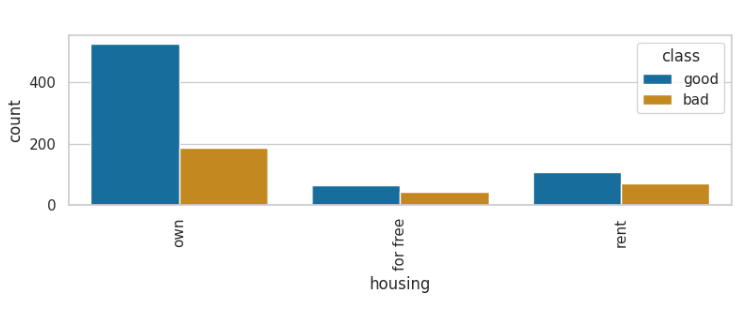 class
good
bad
400
200
0
count
own
for free
rent
housing